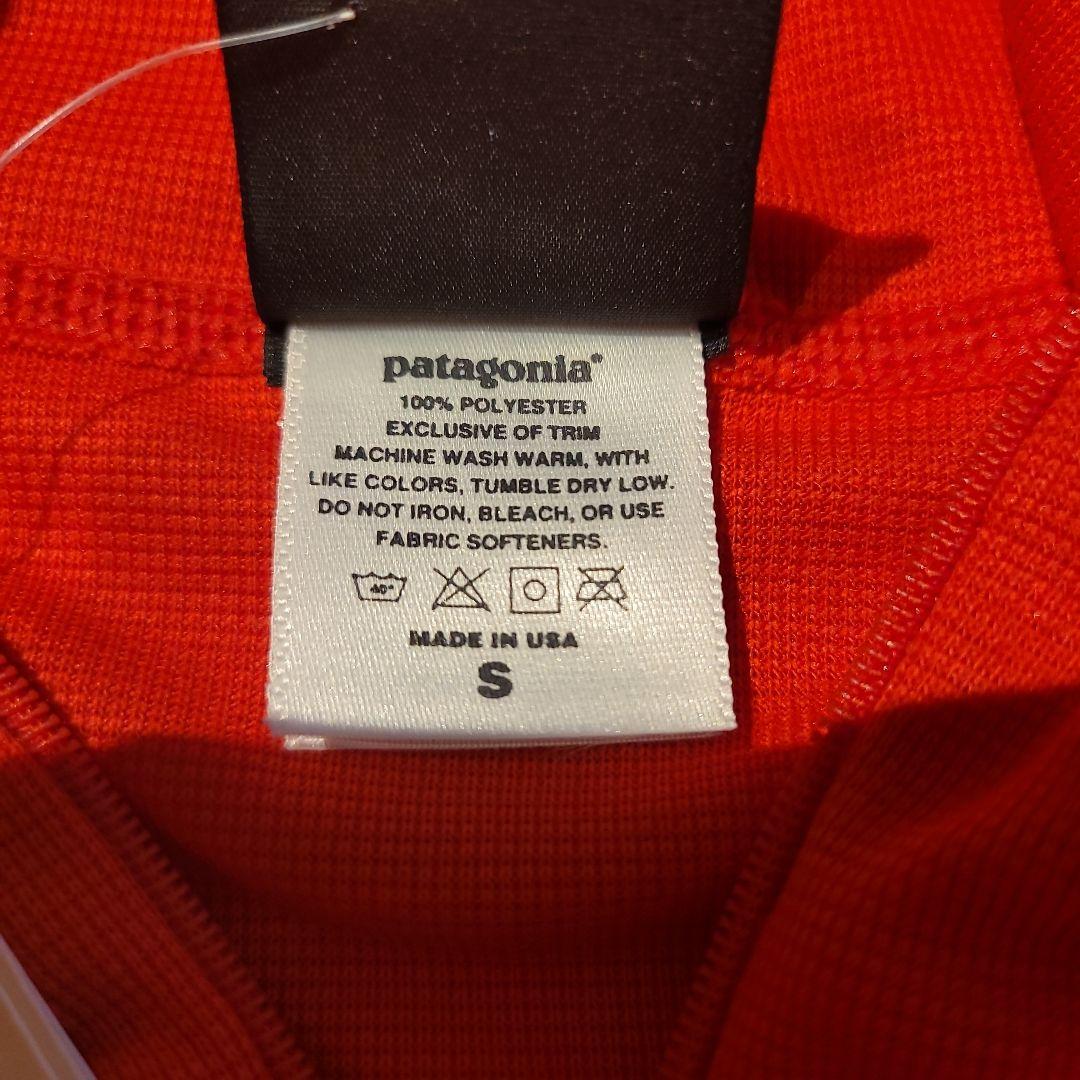 patagonia®
100% POLYESTER
EXCLUSIVE OF TRIM
MACHINE WASH WARM, WITH
LIKE COLORS, TUMBLE DRY LOW.
DO NOT IRON, BLEACH, OR USE
FABRIC SOFTENERS.
40°
MADE IN USA
S